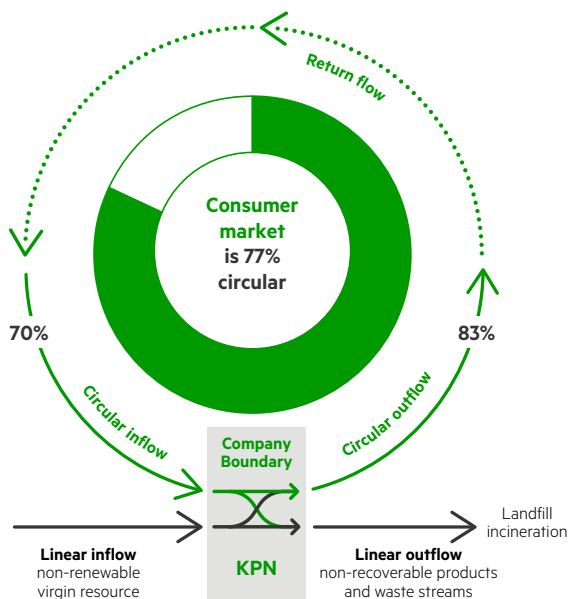 Return flow
Consumer
market
is 77%
circular
70%
83%
Circular inflow
Circular outflow
Company
Boundary
Landfill
incineration
Linear inflow
non-renewable
virgin resource
KPN
Linear outflow
non-recoverable products
and waste streams